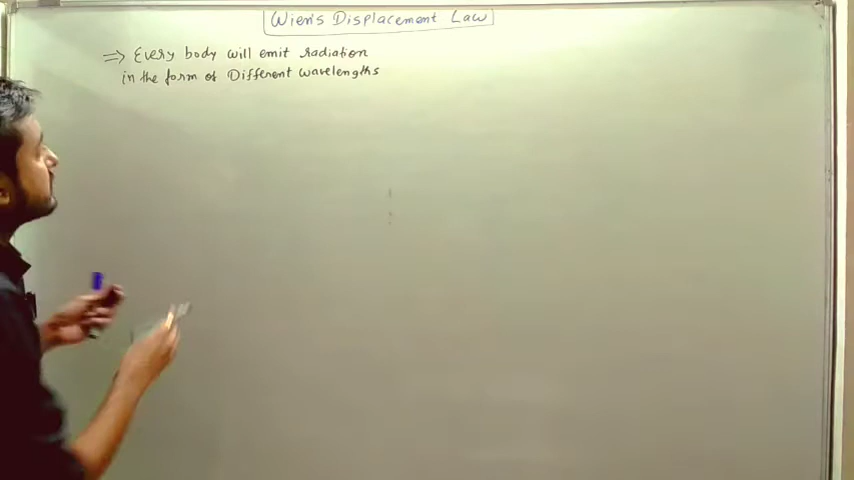 Wien's Displacement Law
⇒ Every body will emit radiation
in the form of Different wavelengths